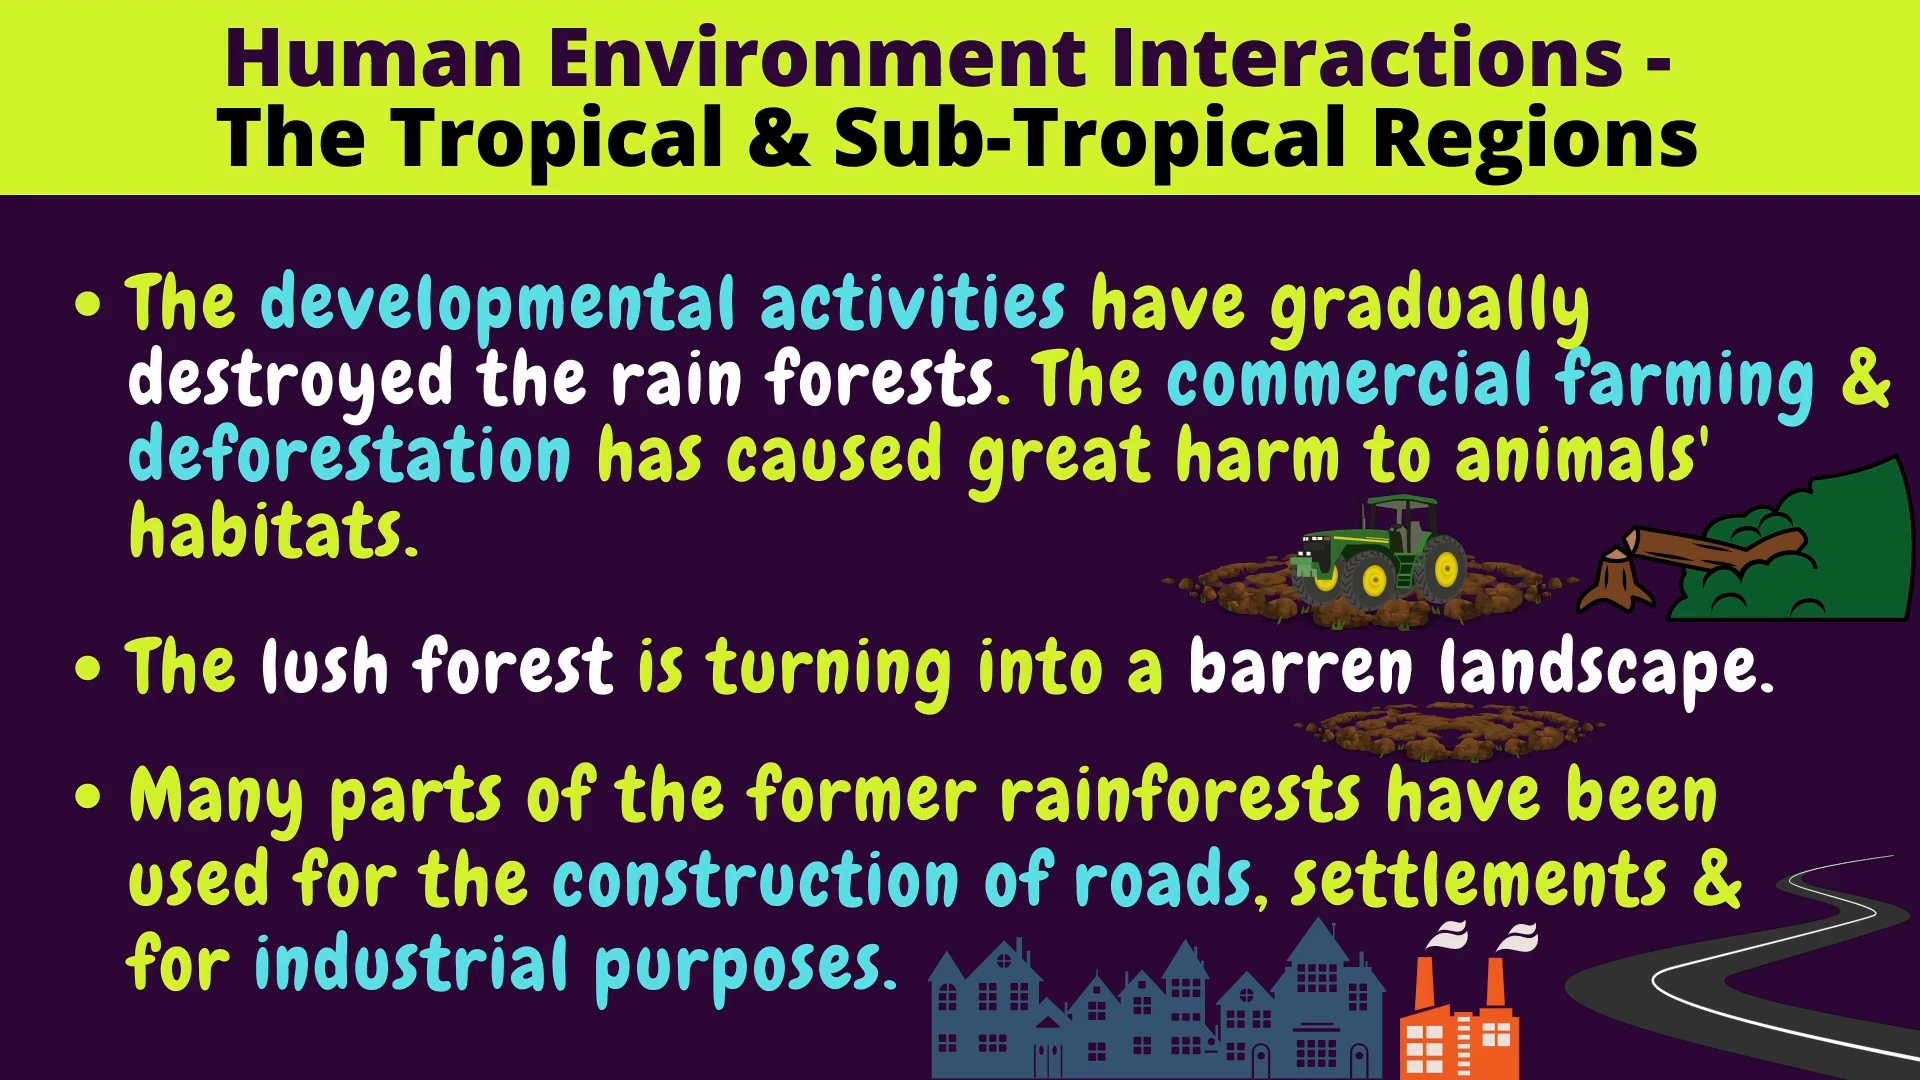 Human Environment Interactions -
The Tropical & Sub-Tropical Regions
• The developmental activities have gradually
destroyed the rain forests. The commercial farming &
deforestation has caused great harm to animals'
habitats.
• The lush forest is turning into a barren landscape.
• Many parts of the former rainforests have been
used for the construction of roads, settlements &
for industrial purposes.